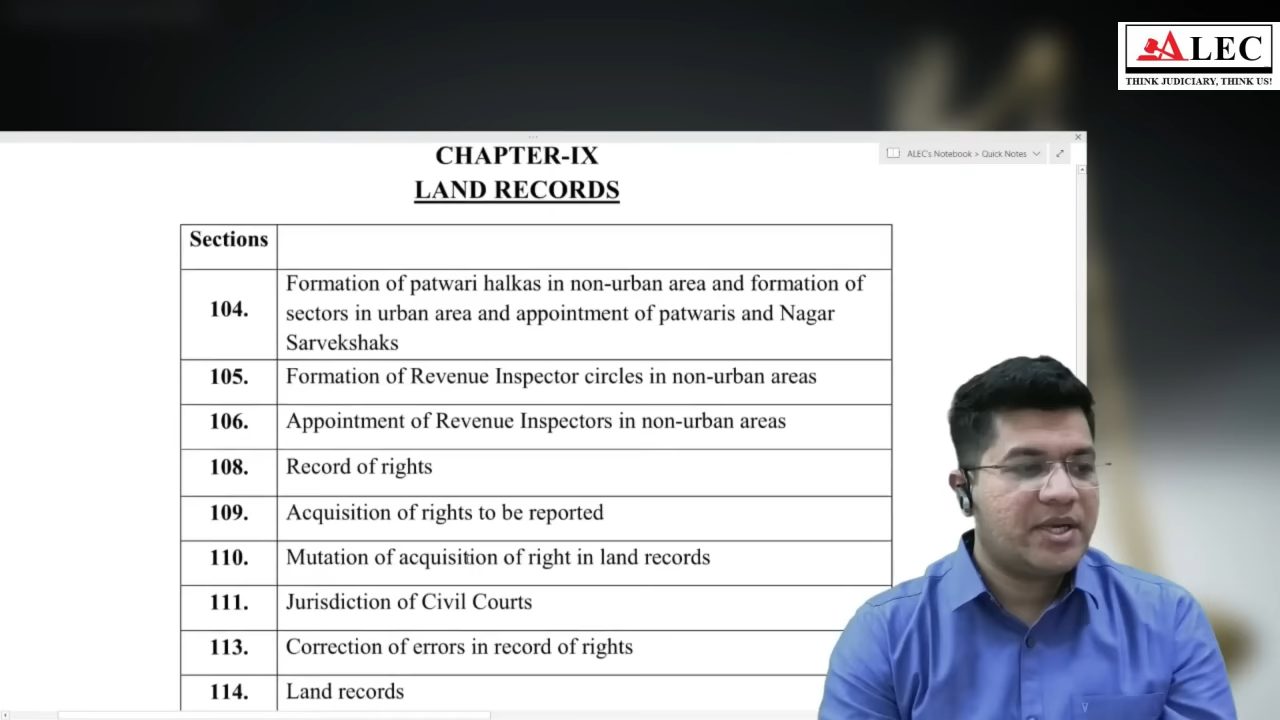 ALEC
THINK JUDICIARY, THINK US!
ALEC's Notebook > Quick Notes
CHAPTER-IX
LAND RECORDS
Sections
104. Formation of patwari halkas in non-urban area and formation of
sectors in urban area and appointment of patwaris and Nagar
Sarvekshaks
105. Formation of Revenue Inspector circles in non-urban areas
106. Appointment of Revenue Inspectors in non-urban areas
108. Record of rights
109. Acquisition of rights to be reported
110. Mutation of acquisition of right in land records
111. Jurisdiction of Civil Courts
113. Correction of errors in record of rights
114. Land records